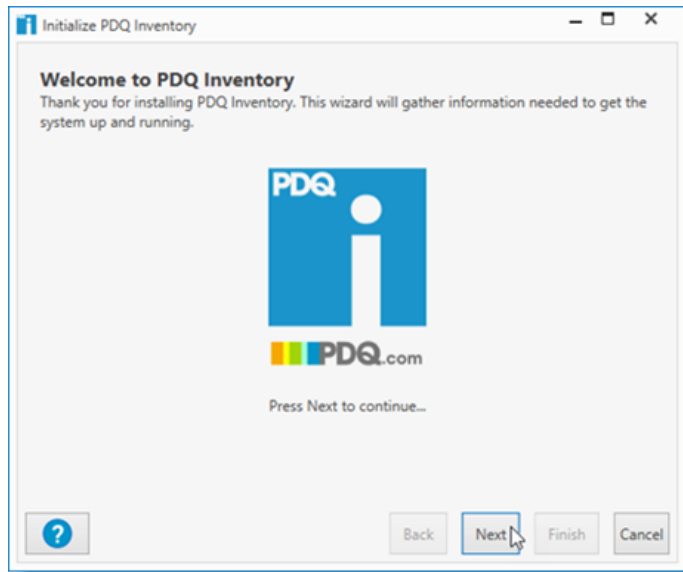 Initialize PDQ Inventory
Welcome to PDQ Inventory
Thank you for installing PDQ Inventory. This wizard will gather information needed to get the
system up and running.
PDQ
PDQ.com
Press Next to continue...
? Back Next Finish Cancel